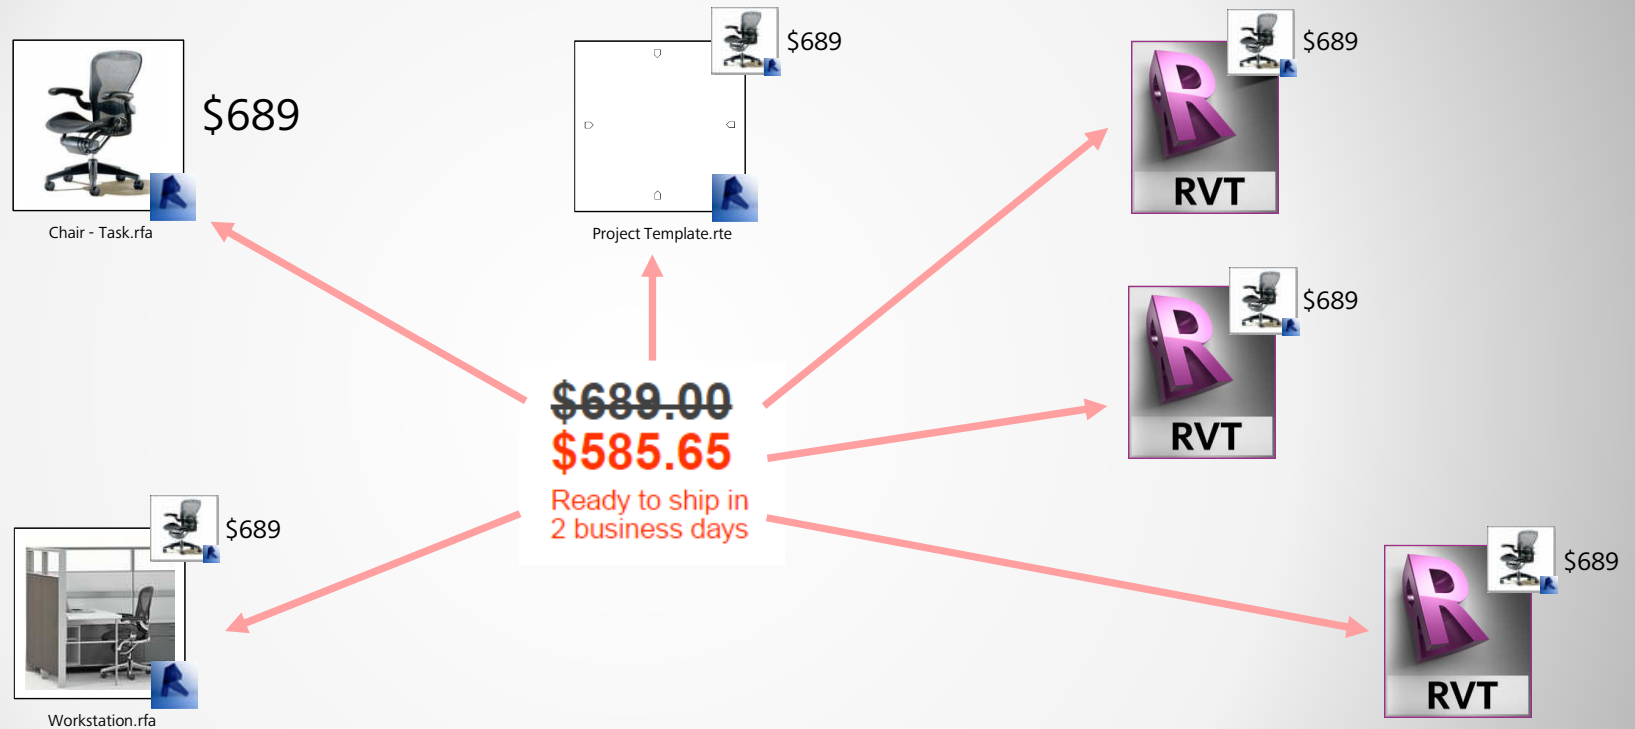 $689
Chair - Task.rfa
$689
Project Template.rte
$689
RVT
$689
RVT
$689.00
$585.65
Ready to ship in
2 business days
$689
Workstation.rfa
$689
RVT